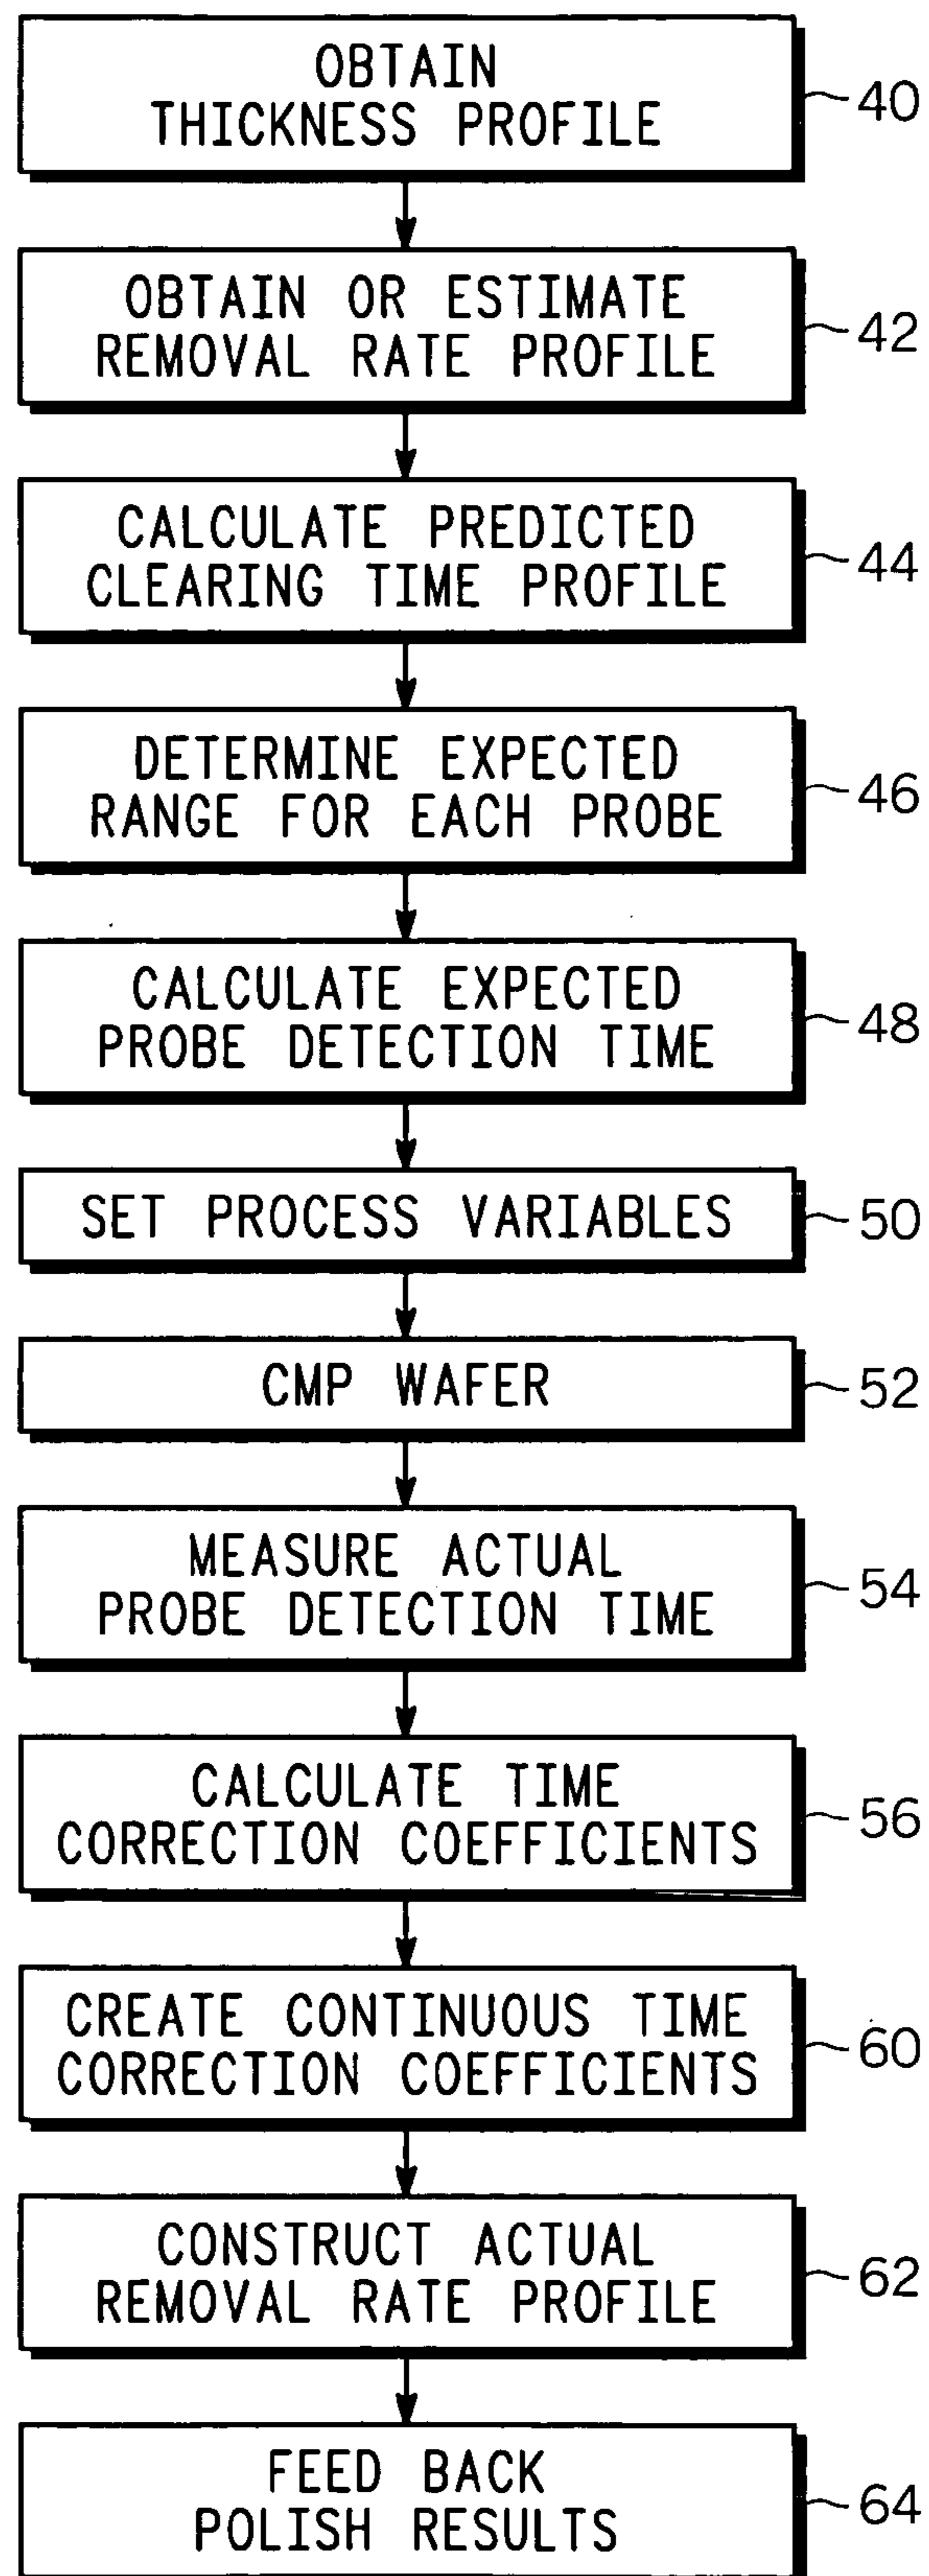 OBTAIN
THICKNESS PROFILE
40
OBTAIN OR ESTIMATE
REMOVAL RATE PROFILE
42
CALCULATE PREDICTED
CLEARING TIME PROFILE
44
DETERMINE EXPECTED
RANGE FOR EACH PROBE
46
CALCULATE EXPECTED
PROBE DETECTION TIME
48
SET PROCESS VARIABLES
50
CMP WAFER
52
MEASURE ACTUAL
PROBE DETECTION TIME
54
CALCULATE TIME
CORRECTION COEFFICIENTS
56
CREATE CONTINUOUS TIME
CORRECTION COEFFICIENTS
60
CONSTRUCT ACTUAL
REMOVAL RATE PROFILE
62
FEED BACK
POLISH RESULTS
64